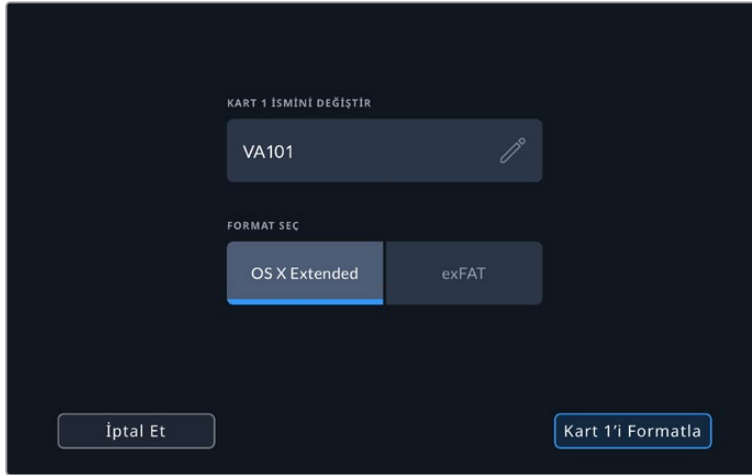 KART 1 İSMİNİ DEĞİŞTİR
VA101
FORMAT SEÇ
OS X Extended
exFAT
İptal Et
Kart 1’i Formatla